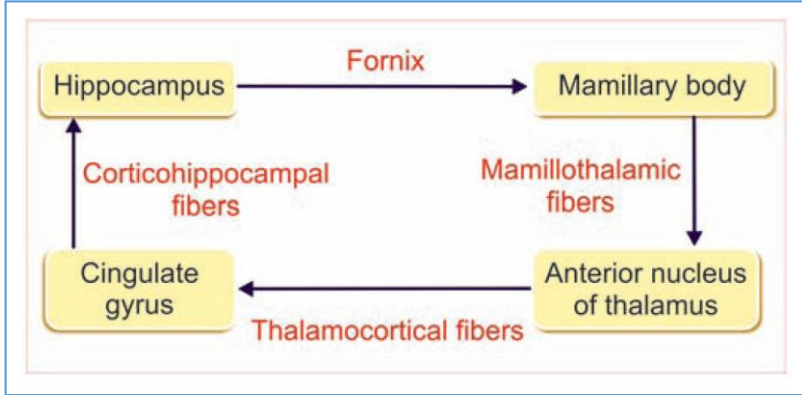 Fornix
Hippocampus
Mamillary body
Corticohippocampal
fibers
Mamillothalamic
fibers
Cingulate
gyrus
Anterior nucleus
of thalamus
Thalamocortical fibers